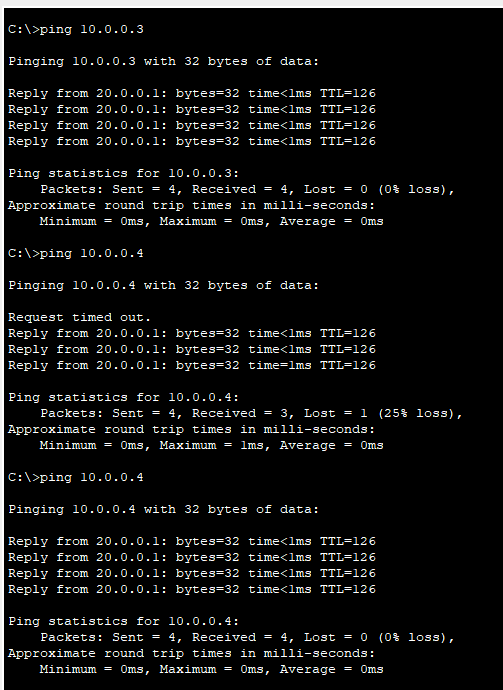 C:\>ping 10.0.0.3
Pinging 10.0.0.3 with 32 bytes of data:
Reply from 20.0.0.1: bytes=32 time<1ms TTL=126
Reply from 20.0.0.1: bytes=32 time<1ms TTL=126
Reply from 20.0.0.1: bytes=32 time<1ms TTL=126
Reply from 20.0.0.1: bytes=32 time<1ms TTL=126
Ping statistics for 10.0.0.3:
    Packets: Sent = 4, Received = 4, Lost = 0 (0% loss),
Approximate round trip times in milli-seconds:
    Minimum = 0ms, Maximum = 0ms, Average = 0ms
C:\>ping 10.0.0.4
Pinging 10.0.0.4 with 32 bytes of data:
Request timed out.
Reply from 20.0.0.1: bytes=32 time<1ms TTL=126
Reply from 20.0.0.1: bytes=32 time<1ms TTL=126
Reply from 20.0.0.1: bytes=32 time=1ms TTL=126
Ping statistics for 10.0.0.4:
    Packets: Sent = 4, Received = 3, Lost = 1 (25% loss),
Approximate round trip times in milli-seconds:
    Minimum = 0ms, Maximum = 1ms, Average = 0ms
C:\>ping 10.0.0.4
Pinging 10.0.0.4 with 32 bytes of data:
Reply from 20.0.0.1: bytes=32 time<1ms TTL=126
Reply from 20.0.0.1: bytes=32 time<1ms TTL=126
Reply from 20.0.0.1: bytes=32 time<1ms TTL=126
Reply from 20.0.0.1: bytes=32 time<1ms TTL=126
Ping statistics for 10.0.0.4:
    Packets: Sent = 4, Received = 4, Lost = 0 (0% loss),
Approximate round trip times in milli-seconds:
    Minimum = 0ms, Maximum = 0ms, Average = 0ms